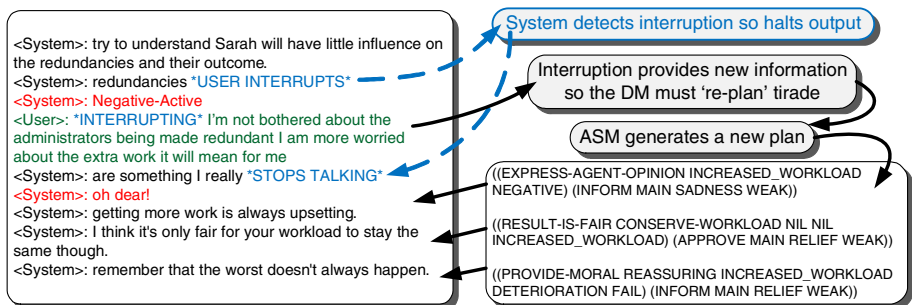 <System>: try to understand Sarah will have little influence on
the redundancies and their outcome.
<System>: redundancies *USER INTERRUPTS*
<System>: Negative-Active
<User>: *INTERRUPTING* I'm not bothered about the
administrators being made redundant I am more worried
about the extra work it will mean for me
<System>: are something I really *STOPS TALKING*
<System>: oh dear!
<System>: getting more work is always upsetting.
<System>: I think it's only fair for your workload to stay the
same though.
<System>: remember that the worst doesn't always happen.
System detects interruption so halts output
Interruption provides new information
so the DM must 're-plan' tirade
ASM generates a new plan
((EXPRESS-AGENT-OPINION INCREASED_WORKLOAD
NEGATIVE) (INFORM MAIN SADNESS WEAK))
((RESULT-IS-FAIR CONSERVE-WORKLOAD NIL NIL
INCREASED_WORKLOAD) (APPROVE MAIN RELIEF WEAK))
((PROVIDE-MORAL REASSURING INCREASED_WORKLOAD
DETERIORATION FAIL) (INFORM MAIN RELIEF WEAK))